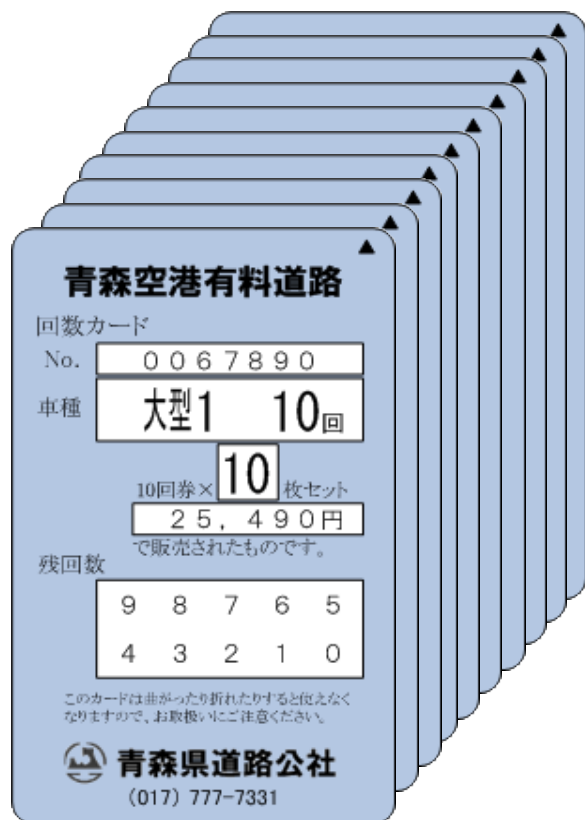 青森空港有料道路
回数カード
No. 0067890
車種 大型1 10回
10回券×10枚セット
25,490円
で販売されたものです。
残回数
9 8 7 6 5
4 3 2 1 0
このカードは曲がったり折れたりすると使えなく
なりますので、お取扱いにご注意ください。
青森県道路公社
(017) 777-7331